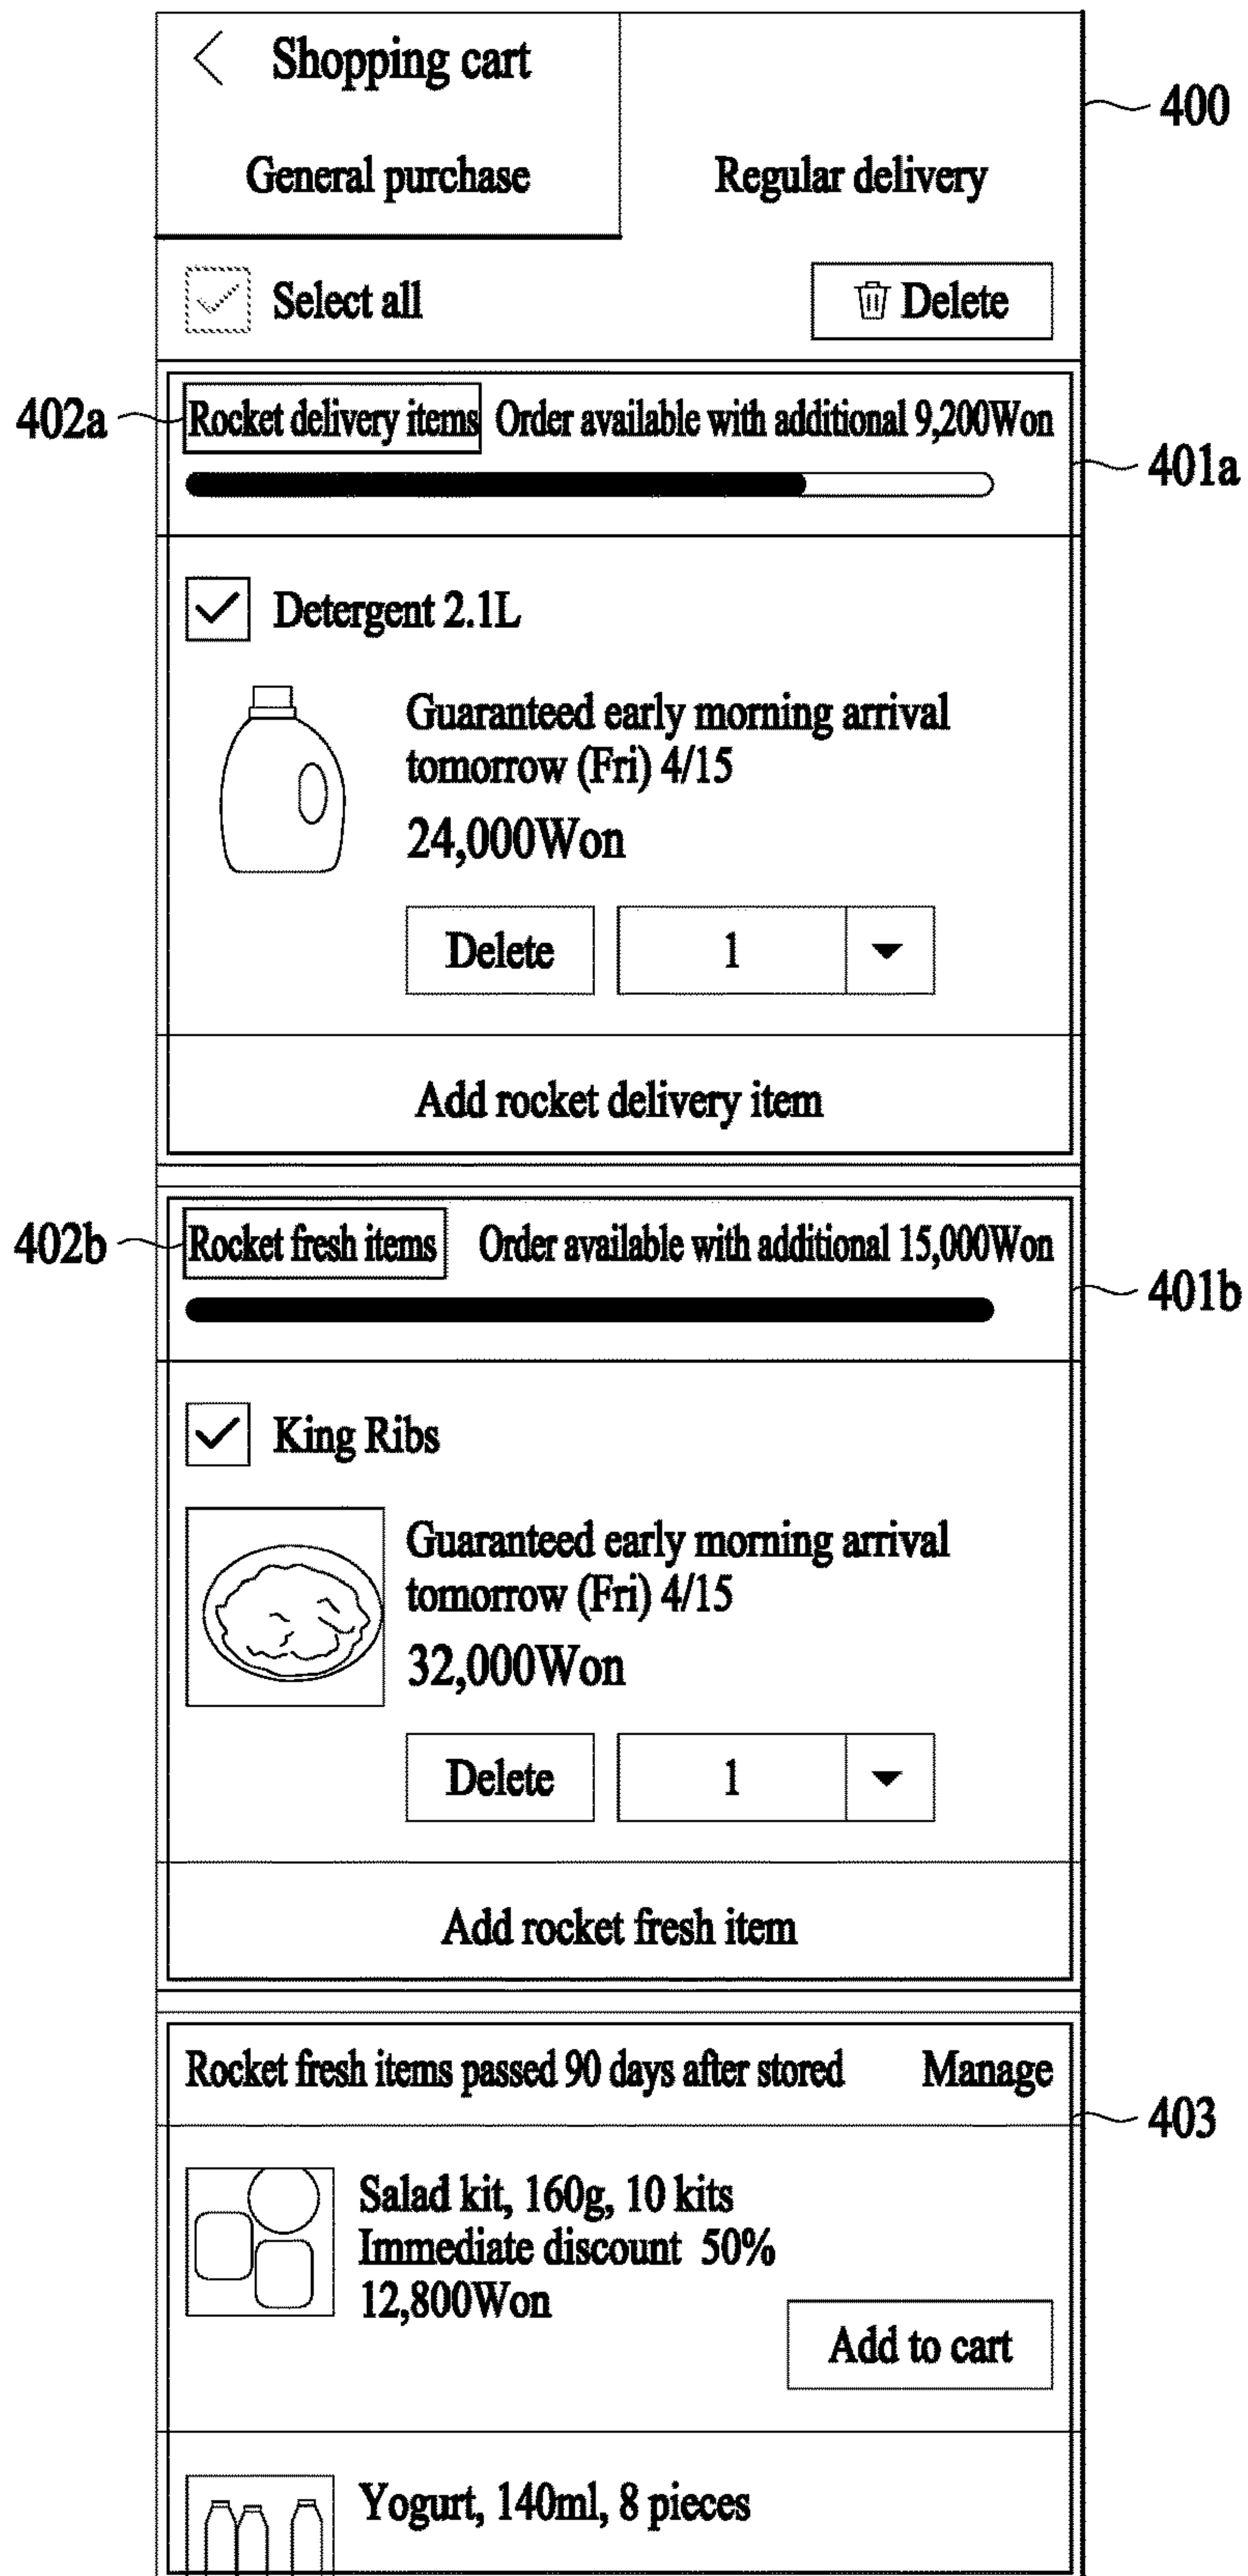 Shopping cart
400
General purchase
Regular delivery
Select all
Delete
402a
Rocket delivery items
Order available with additional 9,200Won
401a
Detergent 2.1L
Guaranteed early morning arrival
tomorrow (Fri) 4/15
24,000Won
Delete
1
Add rocket delivery item
402b
Rocket fresh items
Order available with additional 15,000Won
401b
King Ribs
Guaranteed early morning arrival
tomorrow (Fri) 4/15
32,000Won
Delete
1
Add rocket fresh item
Rocket fresh items passed 90 days after stored
Manage
403
Salad kit, 160g, 10 kits
Immediate discount 50%
12,800Won
Add to cart
Yogurt, 140ml, 8 pieces